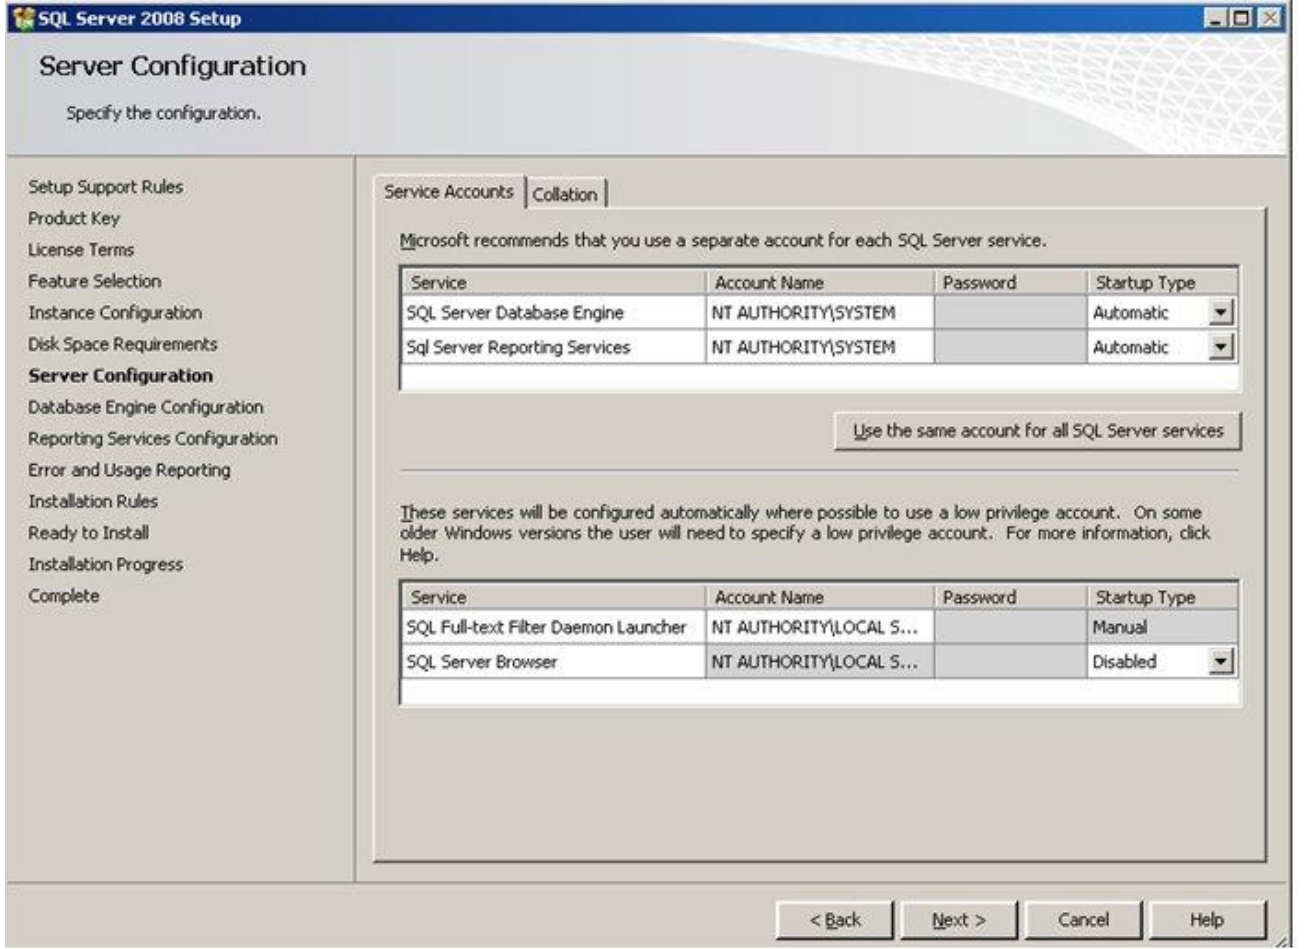 SQL Server 2008 Setup
Server Configuration
Specify the configuration.
Setup Support Rules
Product Key
License Terms
Feature Selection
Instance Configuration
Disk Space Requirements
Server Configuration
Database Engine Configuration
Reporting Services Configuration
Error and Usage Reporting
Installation Rules
Ready to Install
Installation Progress
Complete
Service Accounts Collation
Microsoft recommends that you use a separate account for each SQL Server service.
Service Account Name Password Startup Type
SQL Server Database Engine NT AUTHORITY\SYSTEM Automatic
Sql Server Reporting Services NT AUTHORITY\SYSTEM Automatic
Use the same account for all SQL Server services
These services will be configured automatically where possible to use a low privilege account. On some
older Windows versions the user will need to specify a low privilege account. For more information, click
Help.
Service Account Name Password Startup Type
SQL Full-text Filter Daemon Launcher NT AUTHORITY\LOCAL S... Manual
SQL Server Browser NT AUTHORITY\LOCAL S... Disabled
< Back Next > Cancel Help